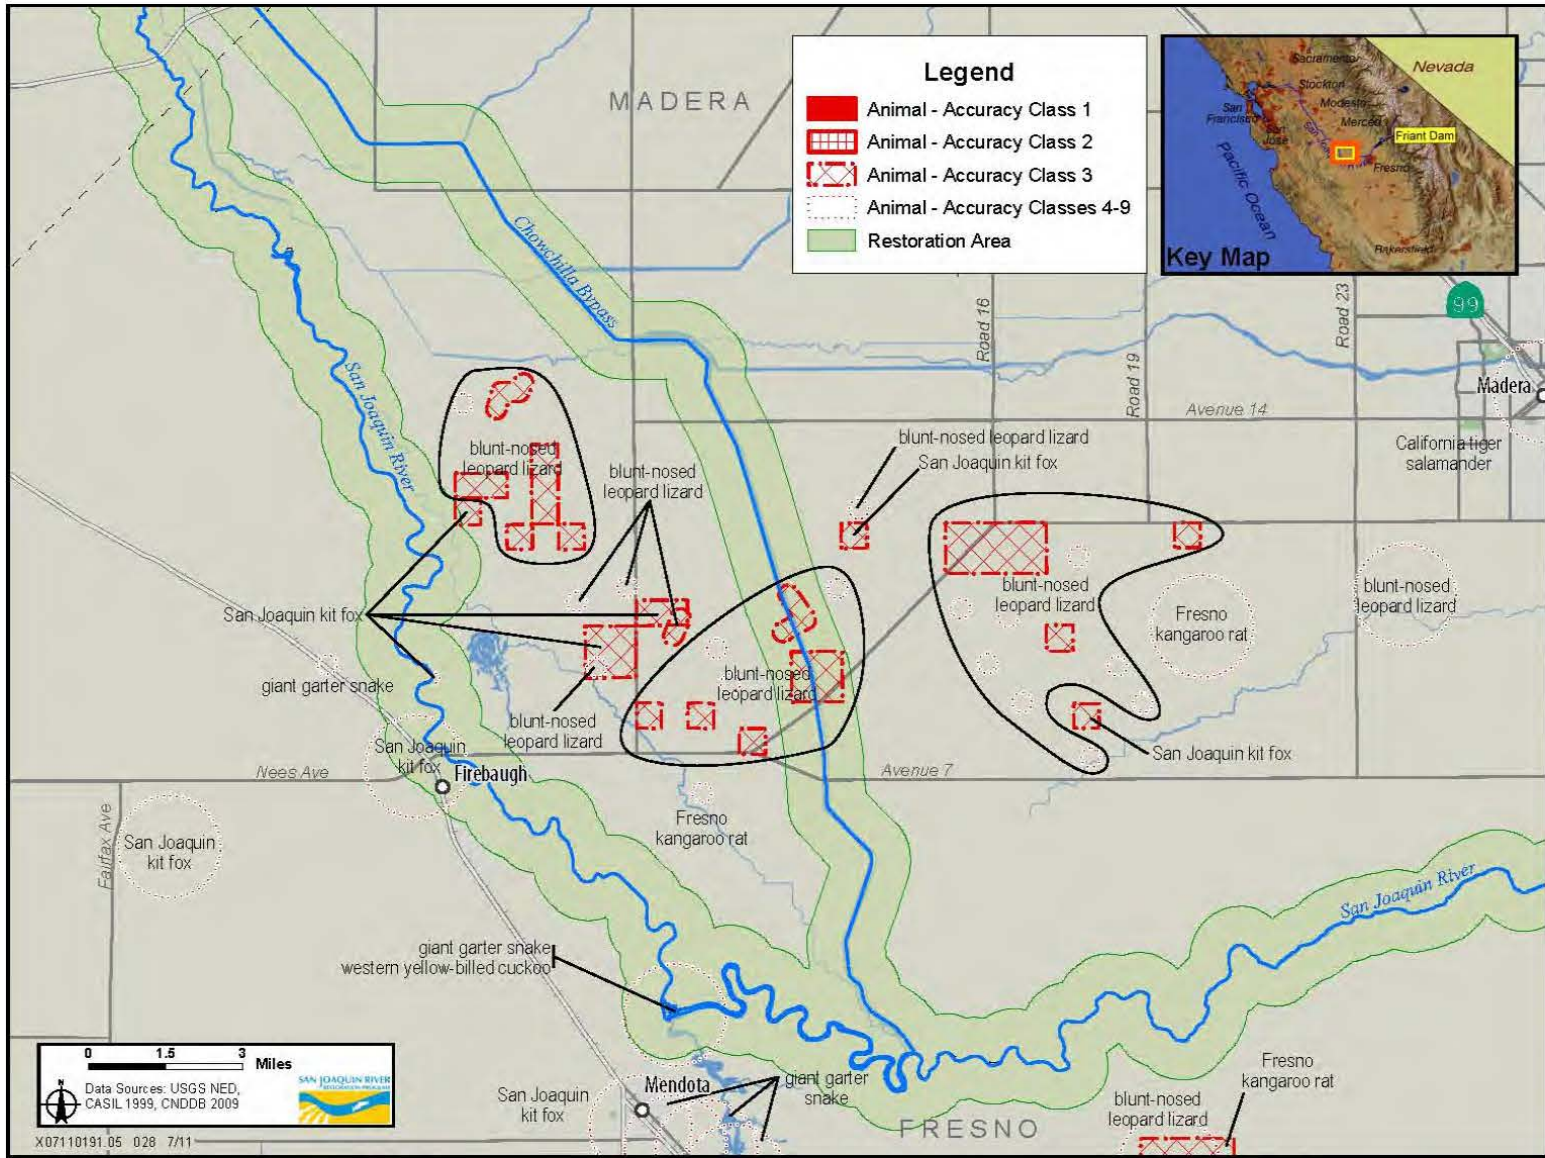 MADERA
Legend
Animal - Accuracy Class 1
Animal - Accuracy Class 2
Animal - Accuracy Class 3
Animal - Accuracy Classes 4-9
Restoration Area
Nevada
Sacramento
Stockton
Modesto
San
Francisco
San
Jose
Merced
Friant Dam
Fresno
Pacific Ocean
Bakersfield
Key Map
Chowchilla Bypass
Road 16
Road 19
Road 23
99
Madera
San Joaquin River
Avenue 14
California tiger
salamander
blunt-nosed
leopard lizard
blunt-nosed
leopard lizard
blunt-nosed leopard lizard
San Joaquin kit fox
San Joaquin kit fox
giant garter snake
blunt-nosed
leopard lizard
blunt-nosed
leopard lizard
blunt-nosed
leopard lizard
Fresno
kangaroo rat
blunt-nosed
leopard lizard
San Joaquin kit fox
San Joaquin
kit fox
Nees Ave
Firebaugh
Avenue 7
Fairfax Ave
San Joaquin
kit fox
Fresno
kangaroo rat
San Joaquin River
giant garter snake
western yellow-billed cuckoo
San Joaquin
kit fox
Mendota
giant garter
snake
FRESNO
Fresno
kangaroo rat
blunt-nosed
leopard lizard
0 1.5 3
Miles
N
Data Sources: USGS NED,
CASIL 1999, CNDDB 2009
SAN JOAQUIN RIVER
RESTORATION PROGRAM
X07110191.05 028 7/11